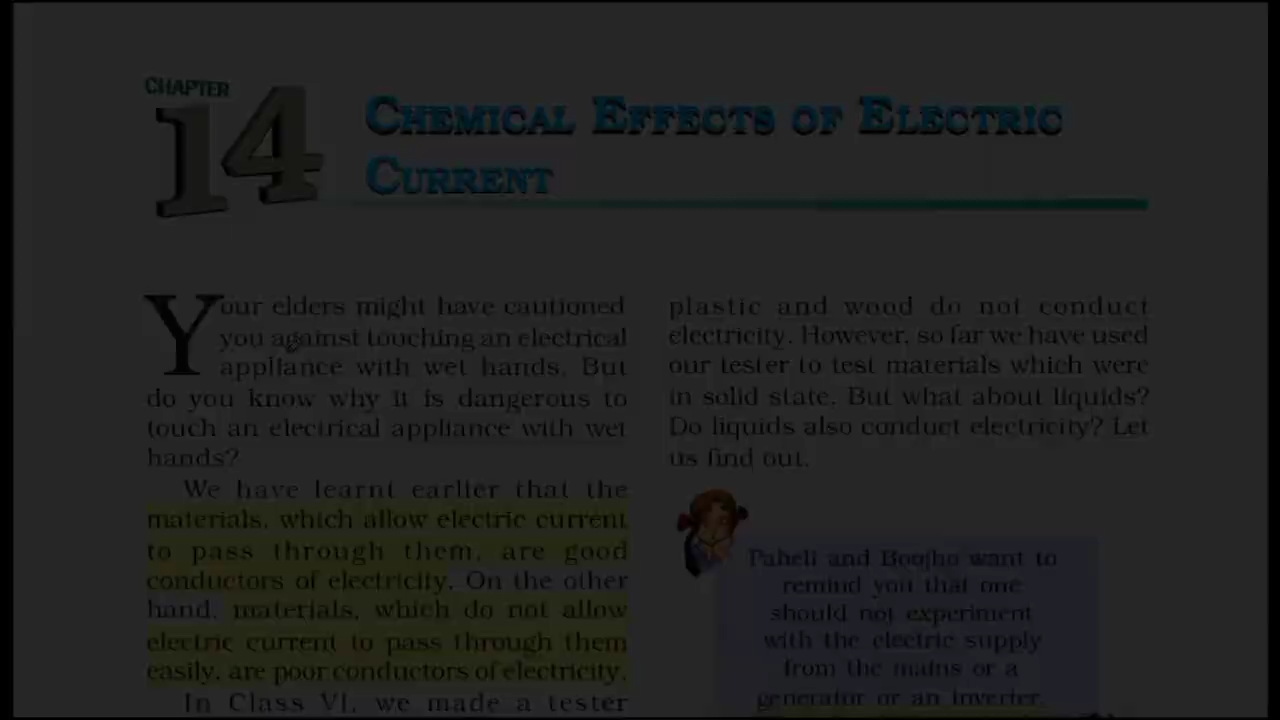 CHAPTER
14
CHEMICAL EFFECTS OF ELECTRIC
CURRENT
Your elders might have cautioned
you against touching an electrical
appliance with wet hands. But
do you know why it is dangerous to
touch an electrical appliance with wet
hands?
We have learnt earlier that the
materials, which allow electric current
to pass through them, are good
conductors of electricity. On the other
hand, materials, which do not allow
electric current to pass through them
easily, are poor conductors of electricity.
In Class VI, we made a tester
plastic and wood do not conduct
electricity. However, so far we have used
our tester to test materials which were
in solid state. But what about liquids?
Do liquids also conduct electricity? Let
us find out.
Paheli and Boojho want to
remind you that one
should not experiment
with the electric supply
from the mains or a
generator or an inverter.